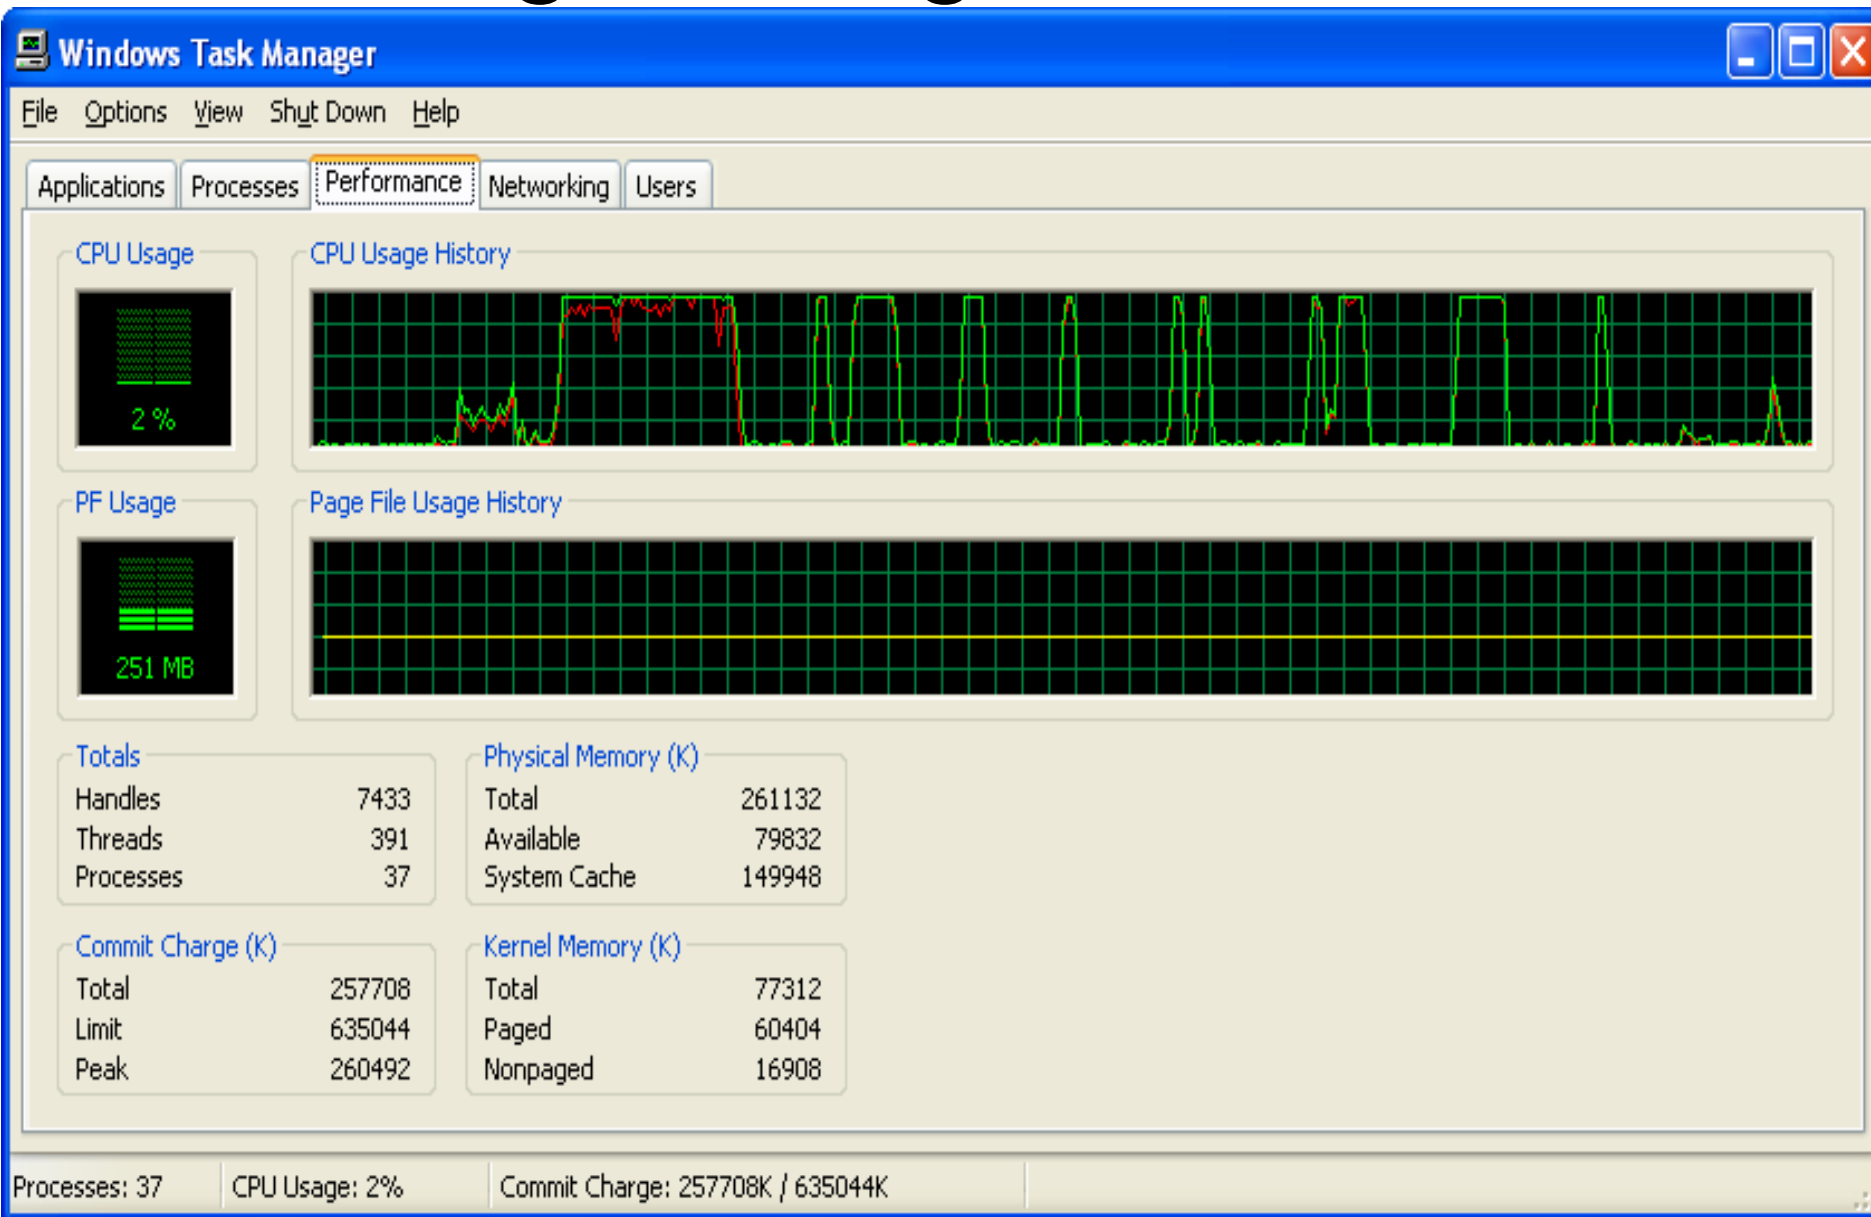 Windows Task Manager
File Options View Shut Down Help
Applications Processes Performance Networking Users
CPU Usage CPU Usage History
2 %
PF Usage Page File Usage History
251 MB
Totals Physical Memory (K)
Handles 7433 Total 261132
Threads 391 Available 79832
Processes 37 System Cache 149948
Commit Charge (K) Kernel Memory (K)
Total 257708 Total 77312
Limit 635044 Paged 60404
Peak 260492 Nonpaged 16908
Processes: 37 CPU Usage: 2% Commit Charge: 257708K / 635044K